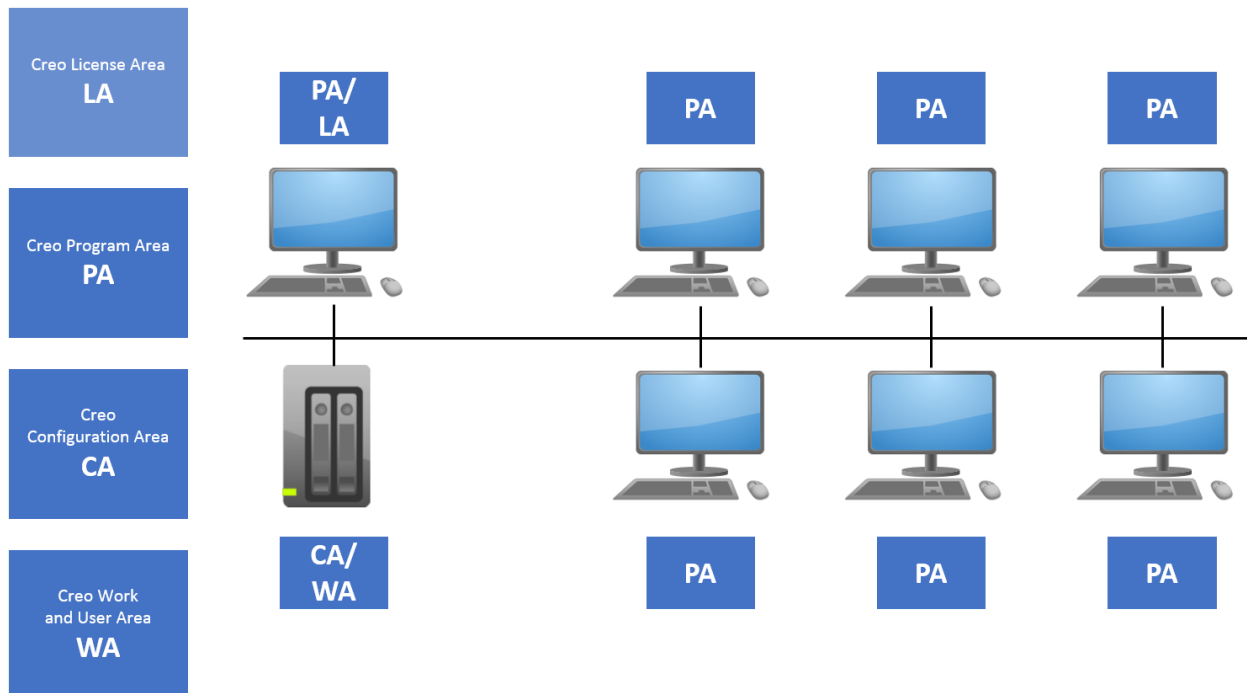 Creo License Area
LA
PA/
LA
PA
PA
PA
Creo Program Area
PA
Creo
Configuration Area
CA
CA/
WA
PA
PA
PA
Creo Work
and User Area
WA